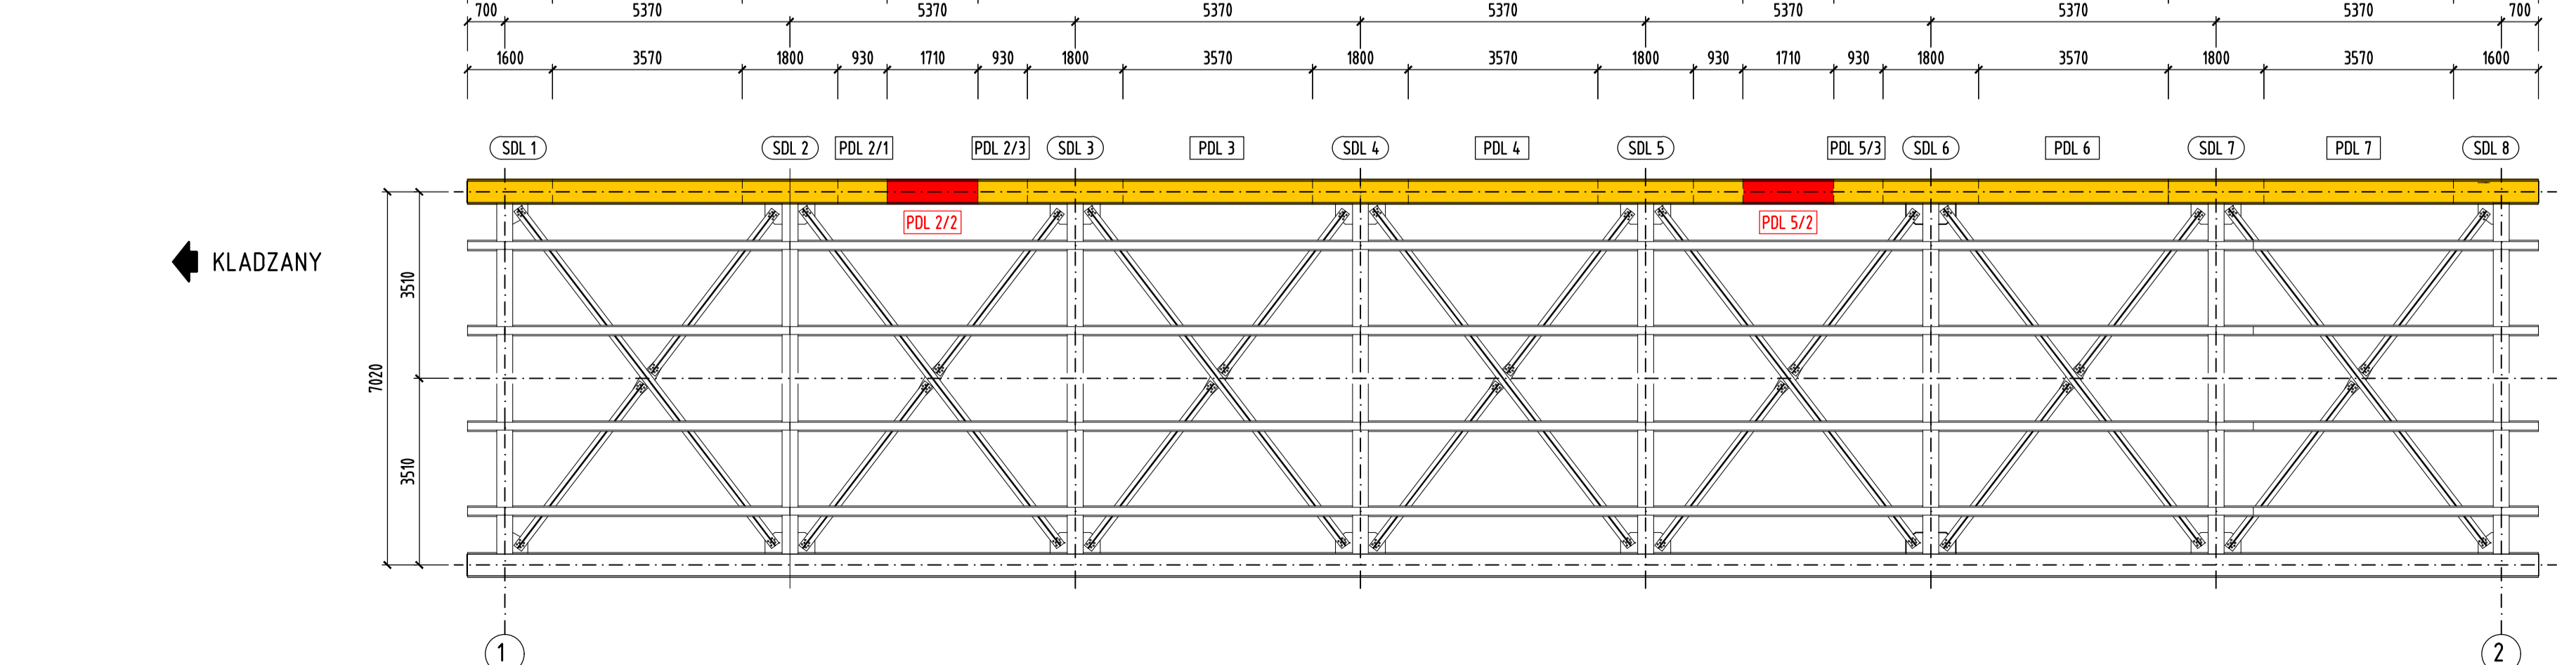 700 5370 5370 5370 5370 5370 5370 5370 700
1600 3570 1800 930 1710 930 1800 3570 1800 3570 1800 930 1710 930 1800 3570 1800 3570 1600
SDL 1 SDL 2 PDL 2/1 PDL 2/3 SDL 3 PDL 3 SDL 4 PDL 4 SDL 5 PDL 5/3 SDL 6 PDL 6 SDL 7 PDL 7 SDL 8
PDL 2/2 PDL 5/2
KLADZANY
3510
7020
3510
1 2